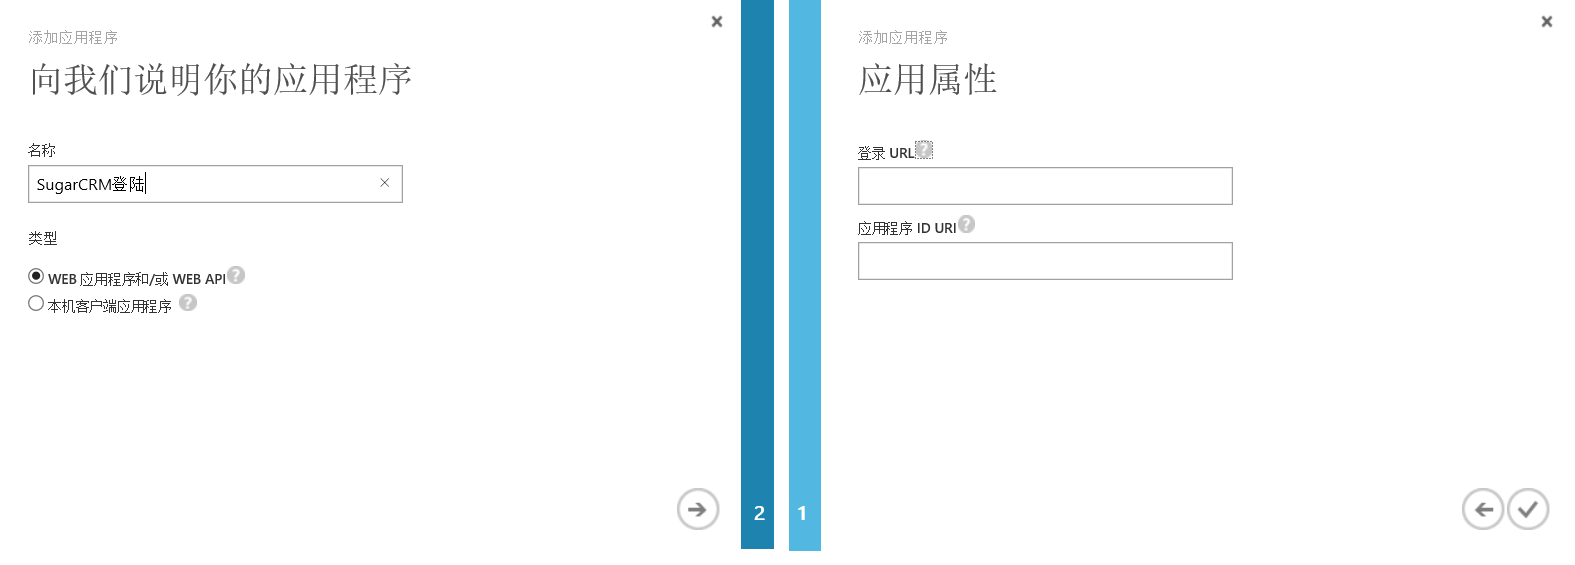 添加应用程序
向我们说明你的应用程序
名称
SugarCRM登陆
类型
WEB 应用程序和/或 WEB API
本机客户端应用程序
2
1
添加应用程序
应用属性
登录 URL
应用程序 ID URI